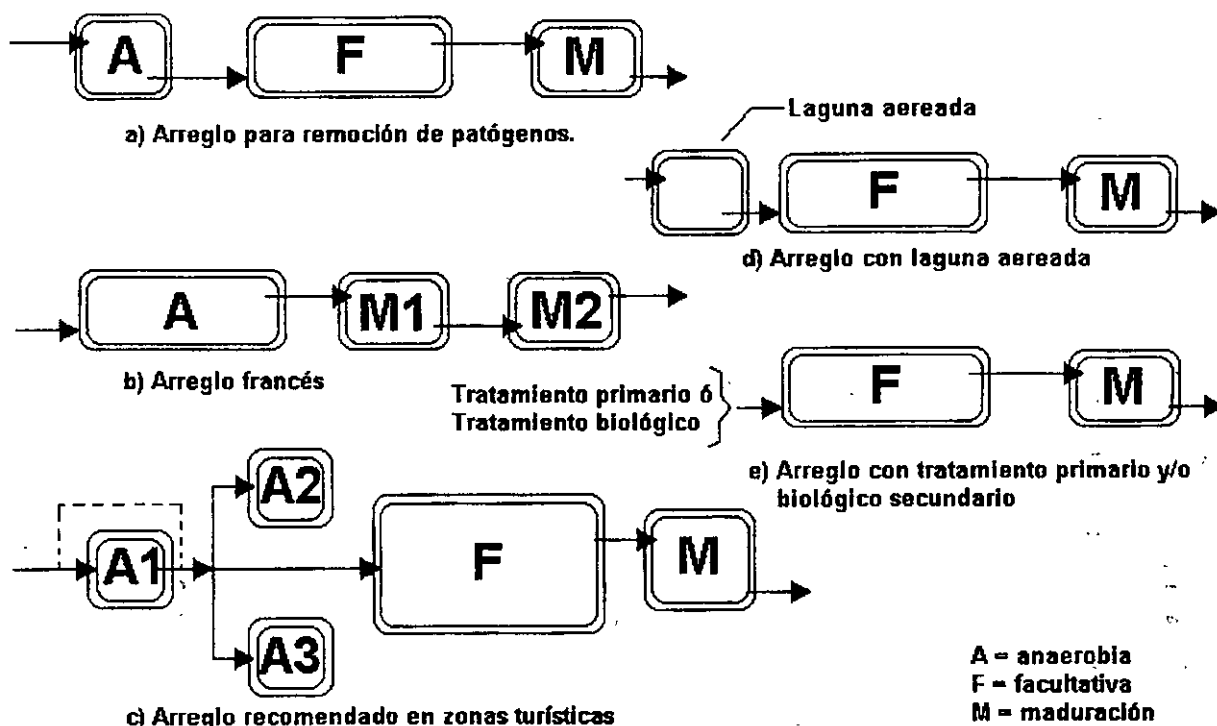 A
F
M
a) Arreglo para remoción de patógenos.
Laguna aereada
F
M
d) Arreglo con laguna aereada
A
M1
M2
b) Arreglo francés
Tratamiento primario ó
Tratamiento biológico
F
M
e) Arreglo con tratamiento primario y/o
biológico secundario
A1
A2
A3
F
M
c) Arreglo recomendado en zonas turísticas
A = anaerobia
F = facultativa
M = maduración